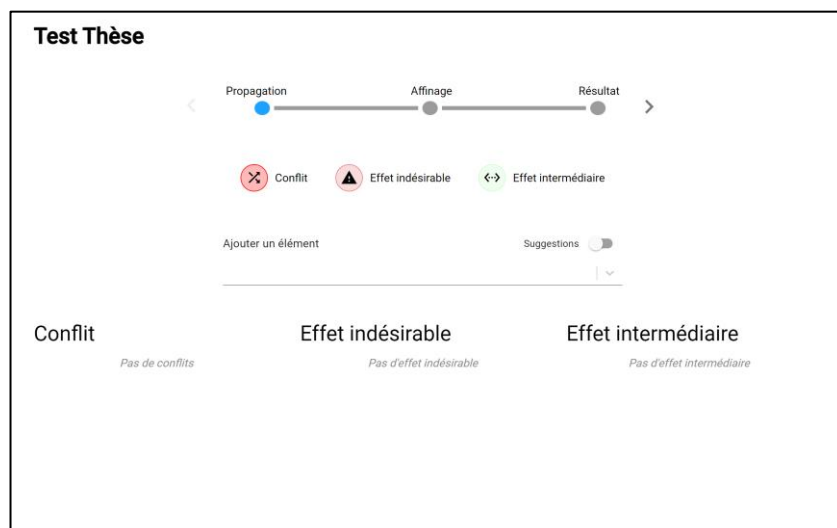 Test Thèse
Propagation Affinage Résultat
Conflit Effet indésirable Effet intermédiaire
Ajouter un élément Suggestions
Conflit Effet indésirable Effet intermédiaire
Pas de conflits Pas d'effet indésirable Pas d'effet intermédiaire